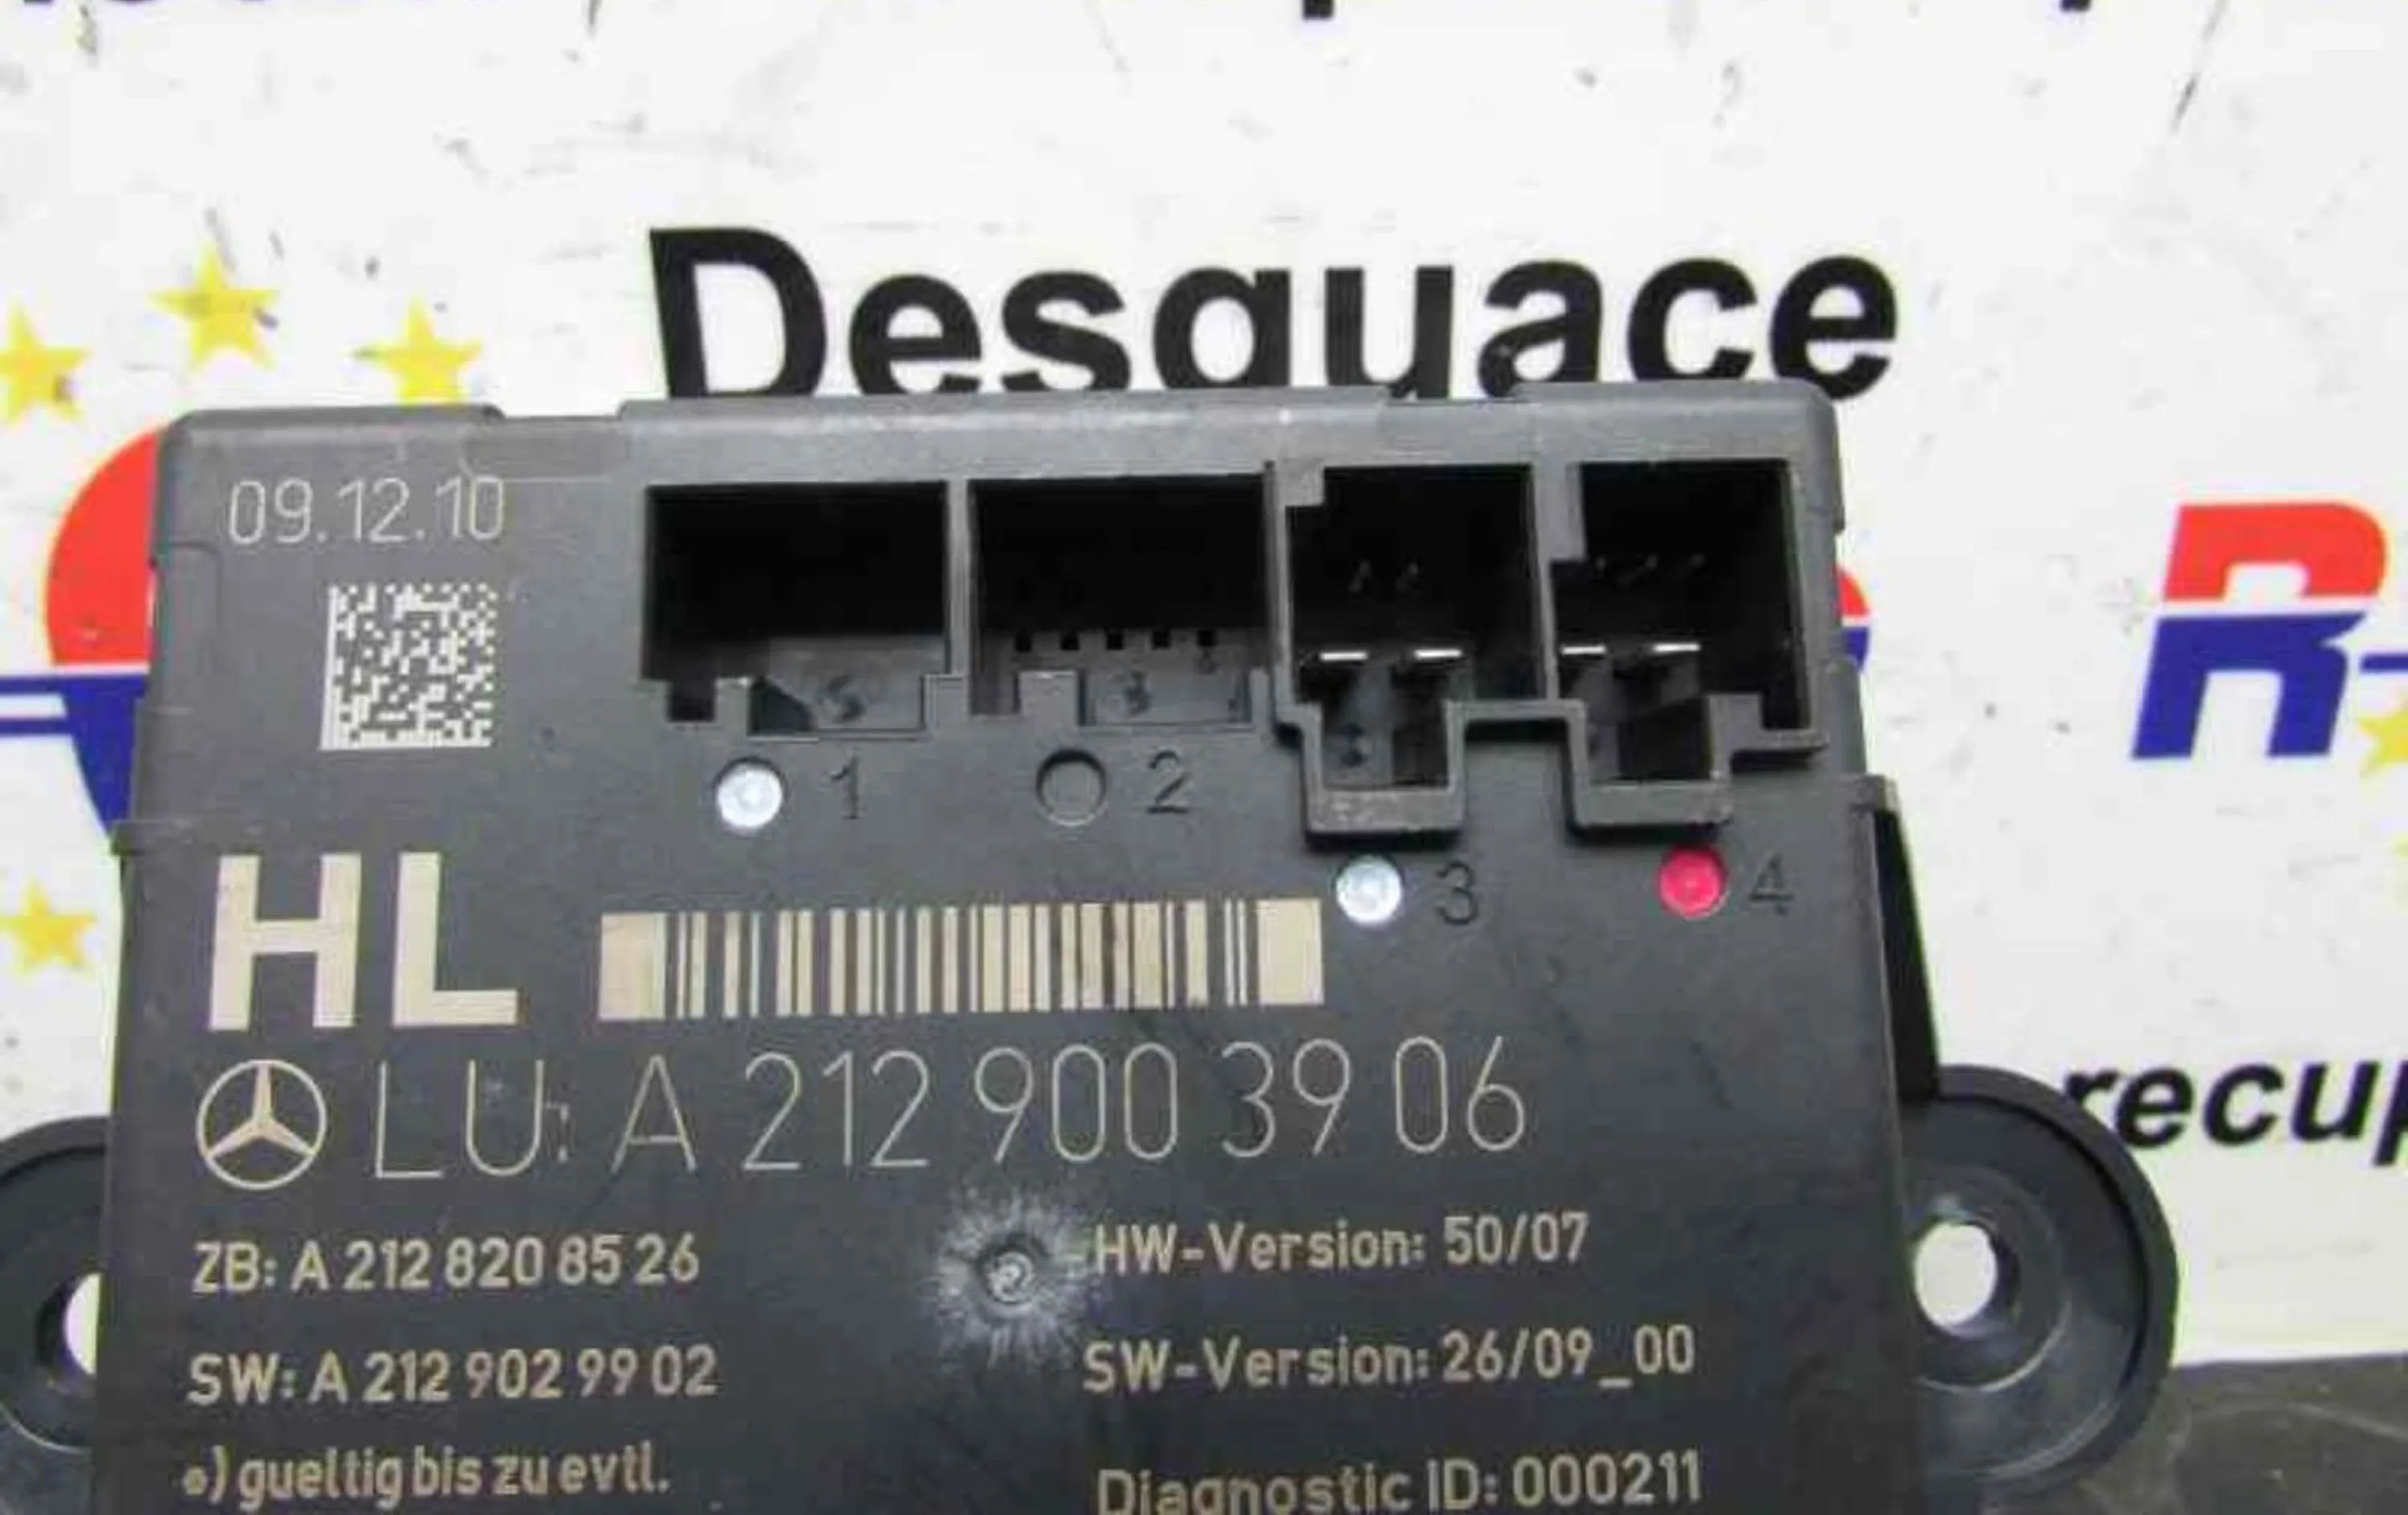 Desguace
09.12.10
1
2
3
4
HL
LU: A 212 900 39 06
ZB: A 212 820 85 26
HW-Version: 50/07
SW: A 212 902 99 02
SW-Version: 26/09_00
•) gueltig bis zu evtl.
Diagnostic ID: 000211
recup